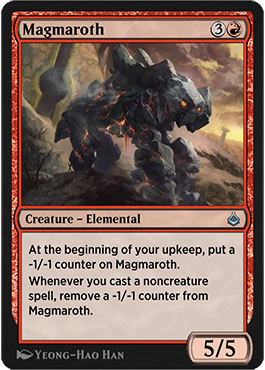 Magmaroth 3
Creature – Elemental
At the beginning of your upkeep, put a
-1/-1 counter on Magmaroth.
Whenever you cast a noncreature
spell, remove a -1/-1 counter from
Magmaroth.
Yeong-Hao Han
5/5